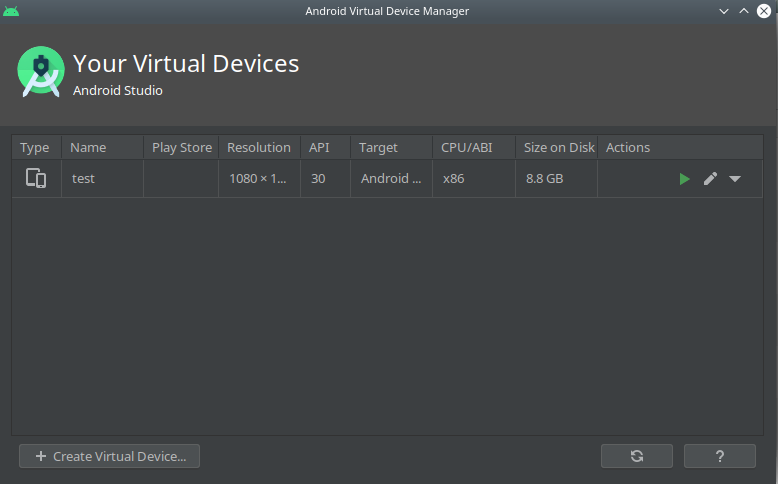 Android Virtual Device Manager
Your Virtual Devices
Android Studio
Type Name Play Store Resolution API Target CPU/ABI Size on Disk Actions
test 1080 × 1... 30 Android ... x86 8.8 GB
+ Create Virtual Device... ?